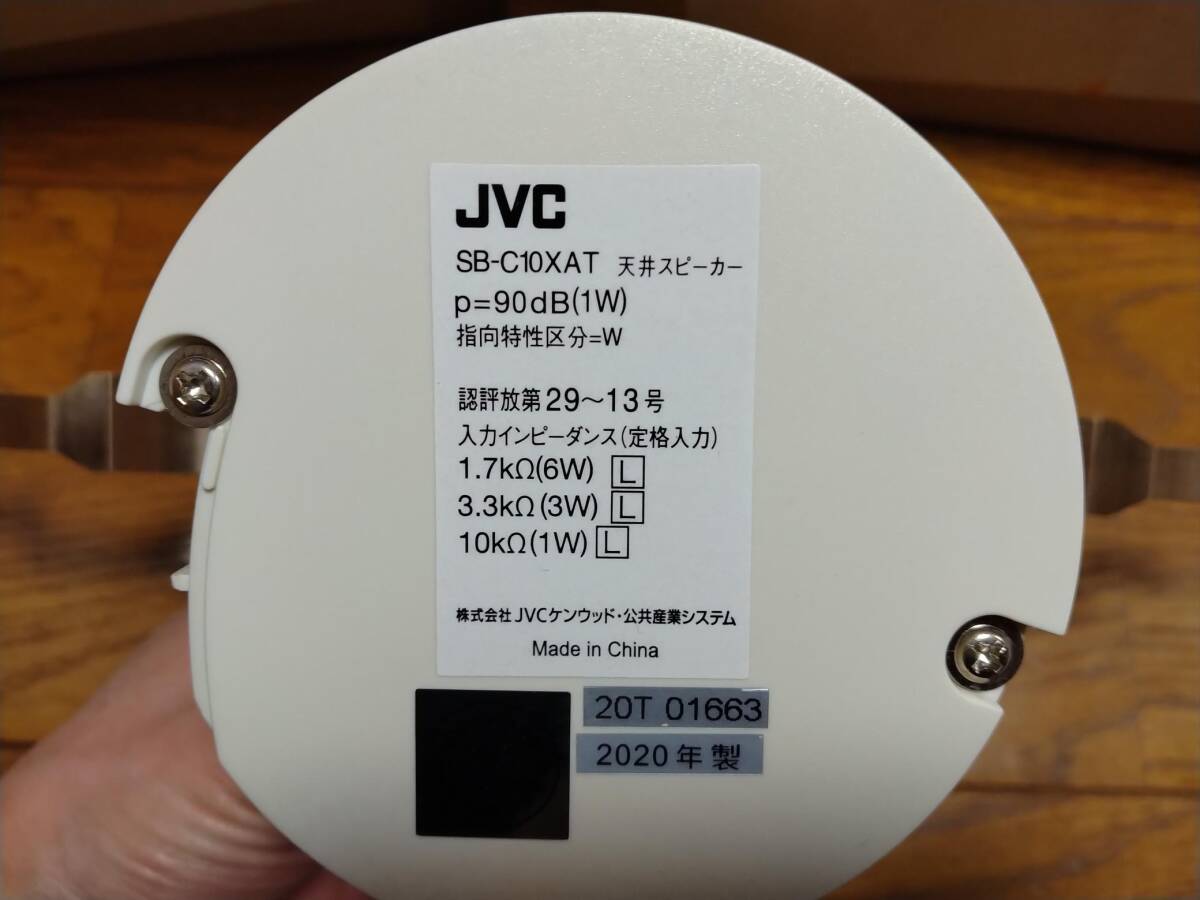 JVC
SB-C10XAT 天井スピーカー
p=90dB(1W)
指向特性区分=W
認評放第29～13号
入力インピーダンス(定格入力)
1.7kΩ(6W) L
3.3kΩ(3W) L
10kΩ(1W) L
株式会社JVCケンウッド・公共産業システム
Made in China
20T 01663
2020年製